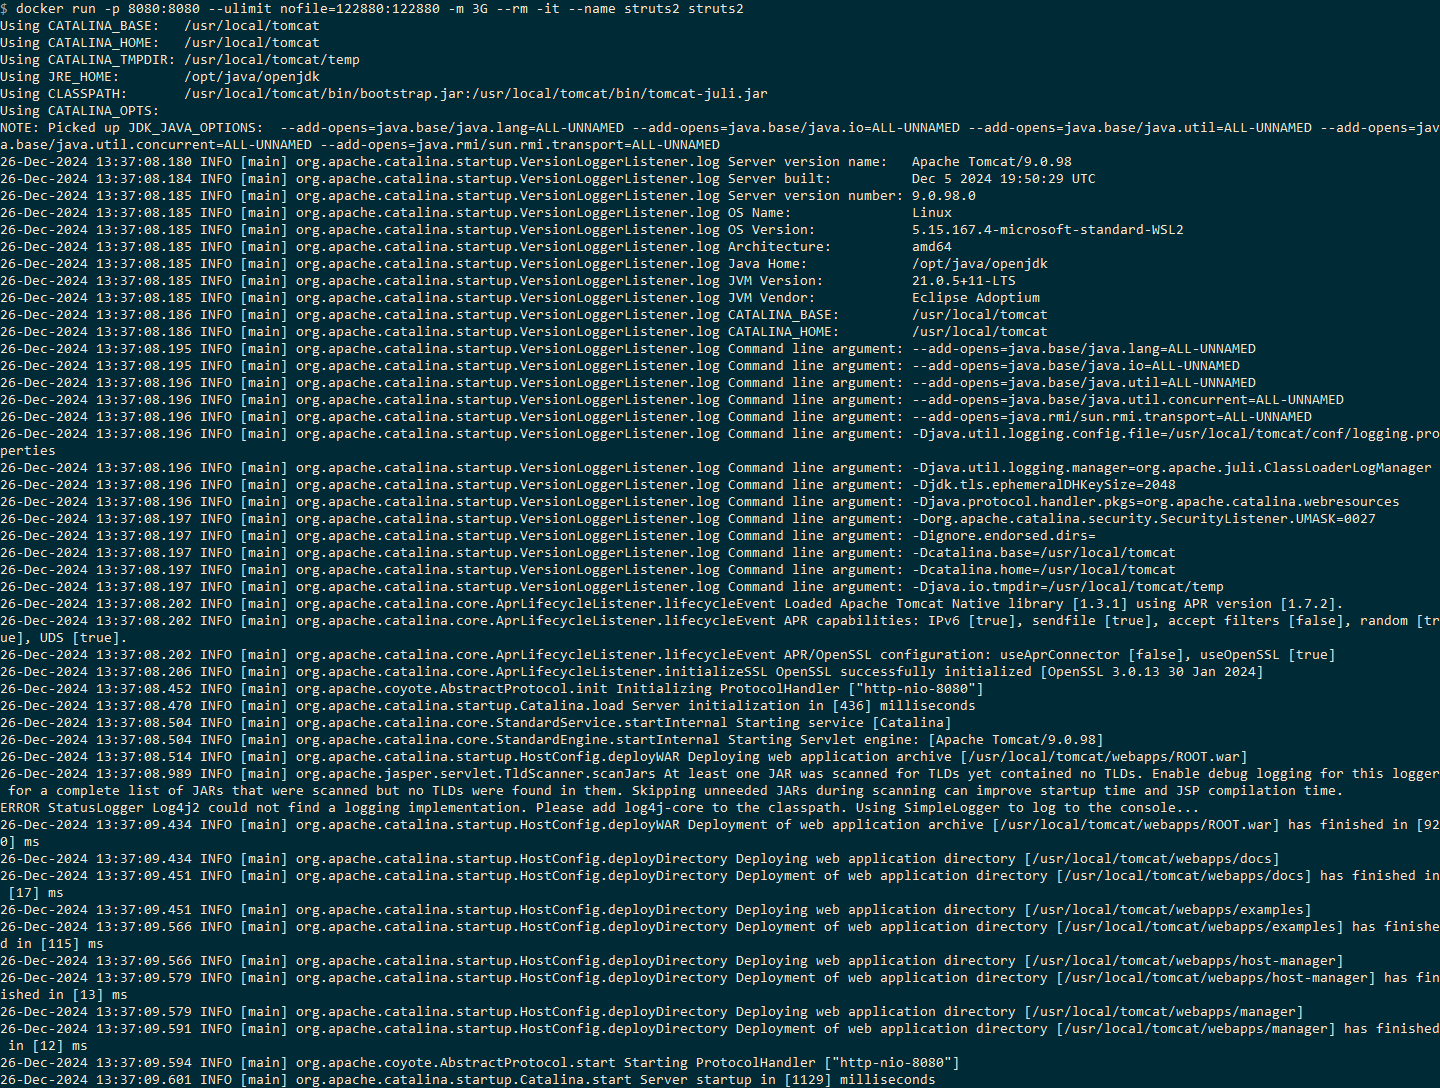 $ docker run -p 8080:8080 --ulimit nofile=122880:122880 -m 3G --rm -it --name struts2 struts2
Using CATALINA_BASE:   /usr/local/tomcat
Using CATALINA_HOME:   /usr/local/tomcat
Using CATALINA_TMPDIR: /usr/local/tomcat/temp
Using JRE_HOME:        /opt/java/openjdk
Using CLASSPATH:       /usr/local/tomcat/bin/bootstrap.jar:/usr/local/tomcat/bin/tomcat-juli.jar
Using CATALINA_OPTS:
NOTE: Picked up JDK_JAVA_OPTIONS:  --add-opens=java.base/java.lang=ALL-UNNAMED --add-opens=java.base/java.io=ALL-UNNAMED --add-opens=java.base/java.util=ALL-UNNAMED --add-opens=jav
a.base/java.util.concurrent=ALL-UNNAMED --add-opens=java.rmi/sun.rmi.transport=ALL-UNNAMED
26-Dec-2024 13:37:08.180 INFO [main] org.apache.catalina.startup.VersionLoggerListener.log Server version name:   Apache Tomcat/9.0.98
26-Dec-2024 13:37:08.184 INFO [main] org.apache.catalina.startup.VersionLoggerListener.log Server built:          Dec 5 2024 19:50:29 UTC
26-Dec-2024 13:37:08.185 INFO [main] org.apache.catalina.startup.VersionLoggerListener.log Server version number: 9.0.98.0
26-Dec-2024 13:37:08.185 INFO [main] org.apache.catalina.startup.VersionLoggerListener.log OS Name:               Linux
26-Dec-2024 13:37:08.185 INFO [main] org.apache.catalina.startup.VersionLoggerListener.log OS Version:            5.15.167.4-microsoft-standard-WSL2
26-Dec-2024 13:37:08.185 INFO [main] org.apache.catalina.startup.VersionLoggerListener.log Architecture:          amd64
26-Dec-2024 13:37:08.185 INFO [main] org.apache.catalina.startup.VersionLoggerListener.log Java Home:             /opt/java/openjdk
26-Dec-2024 13:37:08.185 INFO [main] org.apache.catalina.startup.VersionLoggerListener.log JVM Version:           21.0.5+11-LTS
26-Dec-2024 13:37:08.185 INFO [main] org.apache.catalina.startup.VersionLoggerListener.log JVM Vendor:            Eclipse Adoptium
26-Dec-2024 13:37:08.186 INFO [main] org.apache.catalina.startup.VersionLoggerListener.log CATALINA_BASE:         /usr/local/tomcat
26-Dec-2024 13:37:08.186 INFO [main] org.apache.catalina.startup.VersionLoggerListener.log CATALINA_HOME:         /usr/local/tomcat
26-Dec-2024 13:37:08.195 INFO [main] org.apache.catalina.startup.VersionLoggerListener.log Command line argument: --add-opens=java.base/java.lang=ALL-UNNAMED
26-Dec-2024 13:37:08.195 INFO [main] org.apache.catalina.startup.VersionLoggerListener.log Command line argument: --add-opens=java.base/java.io=ALL-UNNAMED
26-Dec-2024 13:37:08.196 INFO [main] org.apache.catalina.startup.VersionLoggerListener.log Command line argument: --add-opens=java.base/java.util=ALL-UNNAMED
26-Dec-2024 13:37:08.196 INFO [main] org.apache.catalina.startup.VersionLoggerListener.log Command line argument: --add-opens=java.base/java.util.concurrent=ALL-UNNAMED
26-Dec-2024 13:37:08.196 INFO [main] org.apache.catalina.startup.VersionLoggerListener.log Command line argument: --add-opens=java.rmi/sun.rmi.transport=ALL-UNNAMED
26-Dec-2024 13:37:08.196 INFO [main] org.apache.catalina.startup.VersionLoggerListener.log Command line argument: -Djava.util.logging.config.file=/usr/local/tomcat/conf/logging.pro
perties
26-Dec-2024 13:37:08.196 INFO [main] org.apache.catalina.startup.VersionLoggerListener.log Command line argument: -Djava.util.logging.manager=org.apache.juli.ClassLoaderLogManager
26-Dec-2024 13:37:08.196 INFO [main] org.apache.catalina.startup.VersionLoggerListener.log Command line argument: -Djdk.tls.ephemeralDHKeySize=2048
26-Dec-2024 13:37:08.196 INFO [main] org.apache.catalina.startup.VersionLoggerListener.log Command line argument: -Djava.protocol.handler.pkgs=org.apache.catalina.webresources
26-Dec-2024 13:37:08.197 INFO [main] org.apache.catalina.startup.VersionLoggerListener.log Command line argument: -Dorg.apache.catalina.security.SecurityListener.UMASK=0027
26-Dec-2024 13:37:08.197 INFO [main] org.apache.catalina.startup.VersionLoggerListener.log Command line argument: -Dignore.endorsed.dirs=
26-Dec-2024 13:37:08.197 INFO [main] org.apache.catalina.startup.VersionLoggerListener.log Command line argument: -Dcatalina.base=/usr/local/tomcat
26-Dec-2024 13:37:08.197 INFO [main] org.apache.catalina.startup.VersionLoggerListener.log Command line argument: -Dcatalina.home=/usr/local/tomcat
26-Dec-2024 13:37:08.197 INFO [main] org.apache.catalina.startup.VersionLoggerListener.log Command line argument: -Djava.io.tmpdir=/usr/local/tomcat/temp
26-Dec-2024 13:37:08.202 INFO [main] org.apache.catalina.core.AprLifecycleListener.lifecycleEvent Loaded Apache Tomcat Native library [1.3.1] using APR version [1.7.2].
26-Dec-2024 13:37:08.202 INFO [main] org.apache.catalina.core.AprLifecycleListener.lifecycleEvent APR capabilities: IPv6 [true], sendfile [true], accept filters [false], random [tr
ue], UDS [true].
26-Dec-2024 13:37:08.202 INFO [main] org.apache.catalina.core.AprLifecycleListener.lifecycleEvent APR/OpenSSL configuration: useAprConnector [false], useOpenSSL [true]
26-Dec-2024 13:37:08.206 INFO [main] org.apache.catalina.core.AprLifecycleListener.initializeSSL OpenSSL successfully initialized [OpenSSL 3.0.13 30 Jan 2024]
26-Dec-2024 13:37:08.452 INFO [main] org.apache.coyote.AbstractProtocol.init Initializing ProtocolHandler ["http-nio-8080"]
26-Dec-2024 13:37:08.470 INFO [main] org.apache.catalina.startup.Catalina.load Server initialization in [436] milliseconds
26-Dec-2024 13:37:08.504 INFO [main] org.apache.catalina.core.StandardService.startInternal Starting service [Catalina]
26-Dec-2024 13:37:08.504 INFO [main] org.apache.catalina.core.StandardEngine.startInternal Starting Servlet engine: [Apache Tomcat/9.0.98]
26-Dec-2024 13:37:08.514 INFO [main] org.apache.catalina.startup.HostConfig.deployWAR Deploying web application archive [/usr/local/tomcat/webapps/ROOT.war]
26-Dec-2024 13:37:08.989 INFO [main] org.apache.jasper.servlet.TldScanner.scanJars At least one JAR was scanned for TLDs yet contained no TLDs. Enable debug logging for this logger
 for a complete list of JARs that were scanned but no TLDs were found in them. Skipping unneeded JARs during scanning can improve startup time and JSP compilation time.
ERROR StatusLogger Log4j2 could not find a logging implementation. Please add log4j-core to the classpath. Using SimpleLogger to log to the console...
26-Dec-2024 13:37:09.434 INFO [main] org.apache.catalina.startup.HostConfig.deployWAR Deployment of web application archive [/usr/local/tomcat/webapps/ROOT.war] has finished in [92
0] ms
26-Dec-2024 13:37:09.434 INFO [main] org.apache.catalina.startup.HostConfig.deployDirectory Deploying web application directory [/usr/local/tomcat/webapps/docs]
26-Dec-2024 13:37:09.451 INFO [main] org.apache.catalina.startup.HostConfig.deployDirectory Deployment of web application directory [/usr/local/tomcat/webapps/docs] has finished in
 [17] ms
26-Dec-2024 13:37:09.451 INFO [main] org.apache.catalina.startup.HostConfig.deployDirectory Deploying web application directory [/usr/local/tomcat/webapps/examples]
26-Dec-2024 13:37:09.566 INFO [main] org.apache.catalina.startup.HostConfig.deployDirectory Deployment of web application directory [/usr/local/tomcat/webapps/examples] has finishe
d in [115] ms
26-Dec-2024 13:37:09.566 INFO [main] org.apache.catalina.startup.HostConfig.deployDirectory Deploying web application directory [/usr/local/tomcat/webapps/host-manager]
26-Dec-2024 13:37:09.579 INFO [main] org.apache.catalina.startup.HostConfig.deployDirectory Deployment of web application directory [/usr/local/tomcat/webapps/host-manager] has fin
ished in [13] ms
26-Dec-2024 13:37:09.579 INFO [main] org.apache.catalina.startup.HostConfig.deployDirectory Deploying web application directory [/usr/local/tomcat/webapps/manager]
26-Dec-2024 13:37:09.591 INFO [main] org.apache.catalina.startup.HostConfig.deployDirectory Deployment of web application directory [/usr/local/tomcat/webapps/manager] has finished
 in [12] ms
26-Dec-2024 13:37:09.594 INFO [main] org.apache.coyote.AbstractProtocol.start Starting ProtocolHandler ["http-nio-8080"]
26-Dec-2024 13:37:09.601 INFO [main] org.apache.catalina.startup.Catalina.start Server startup in [1129] milliseconds